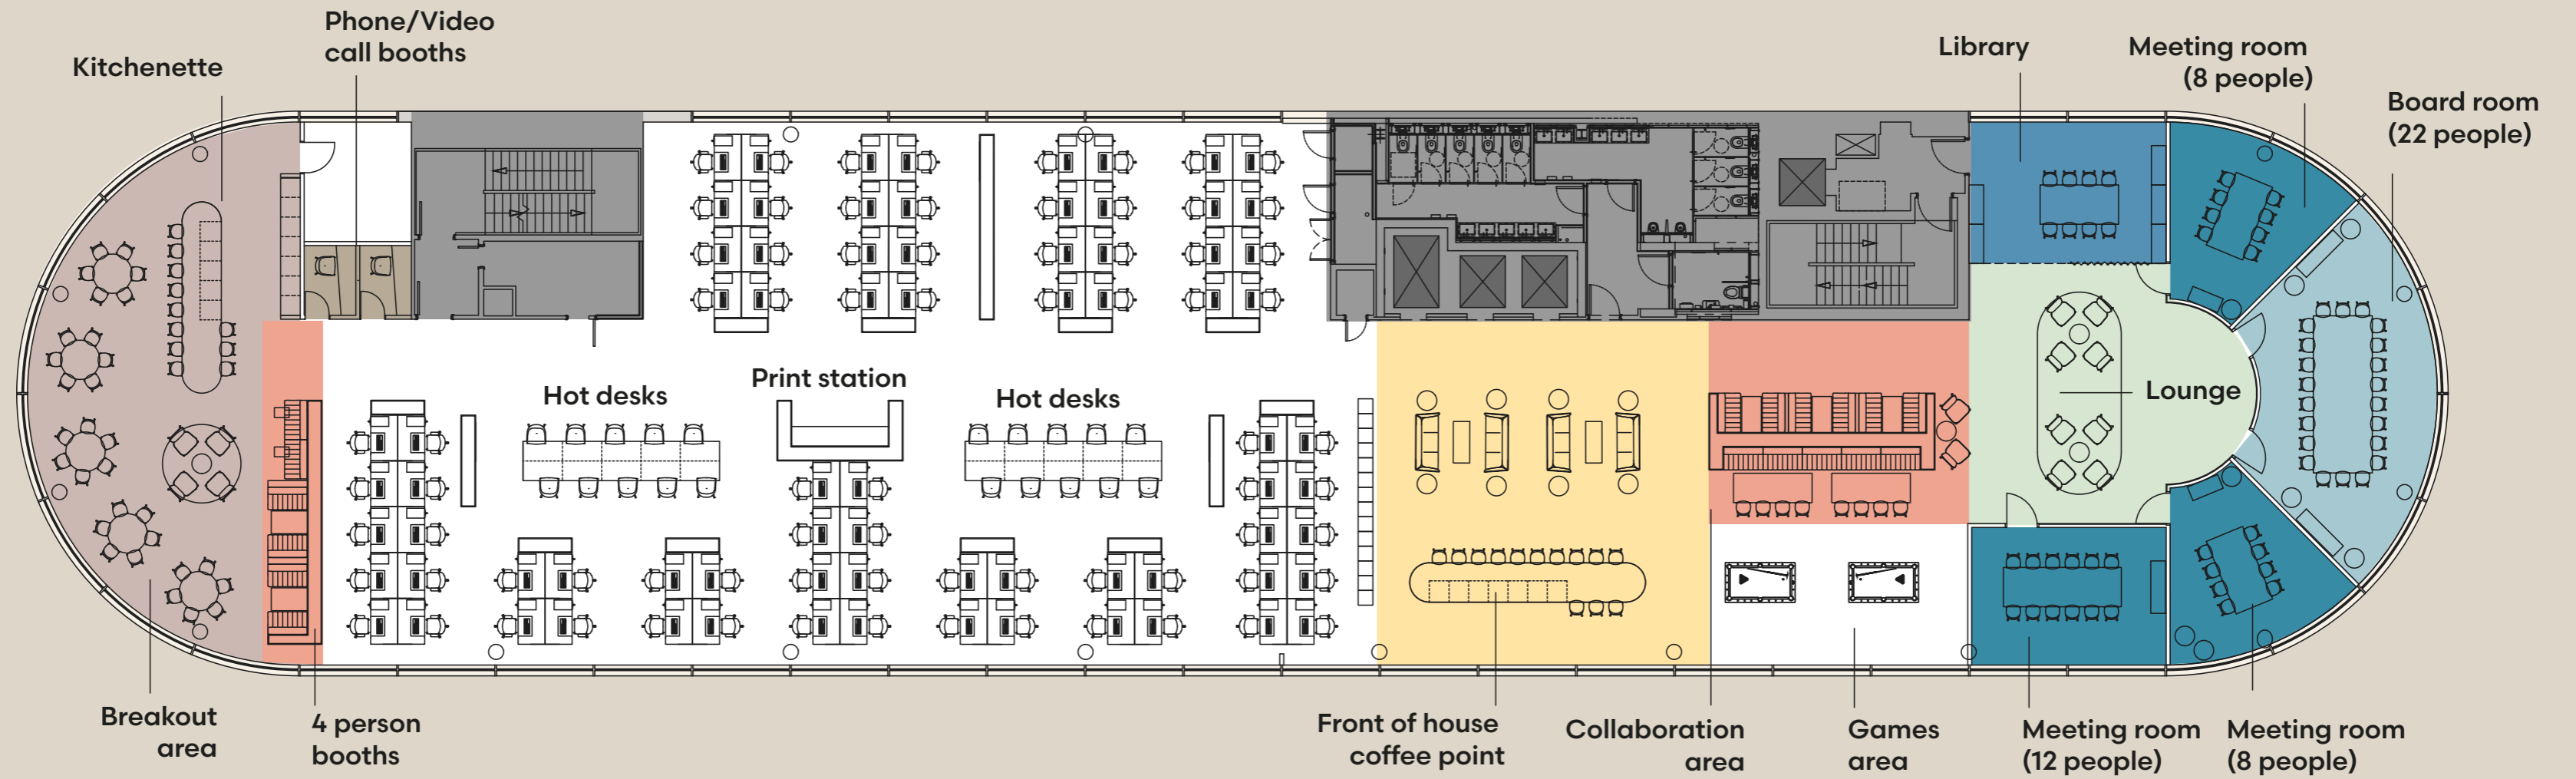 Phone/Video
call booths
Kitchenette
Library
Meeting room
(8 people)
Board room
(22 people)
Hot desks
Print station
Hot desks
Lounge
Breakout
area
4 person
booths
Front of house
coffee point
Collaboration
area
Games
area
Meeting room
(12 people)
Meeting room
(8 people)